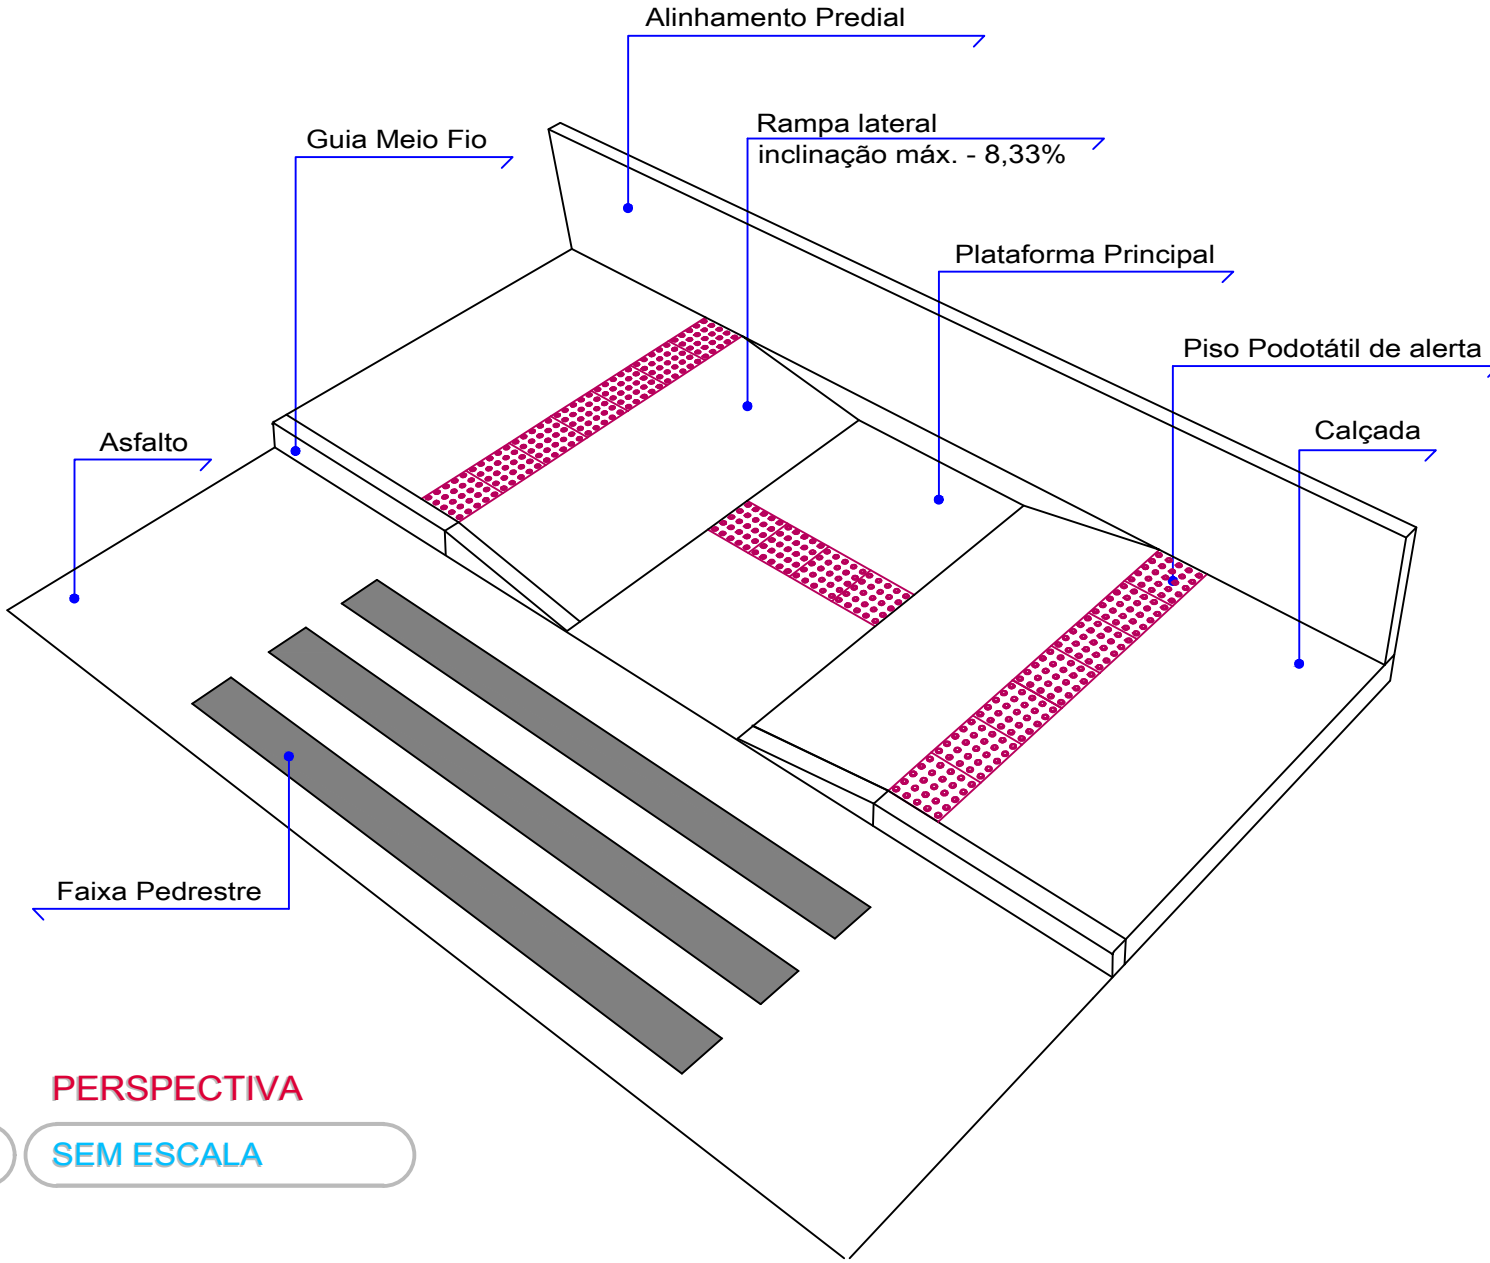 Alinhamento Predial
Guia Meio Fio
Rampa lateral
inclinação máx. - 8,33%
Plataforma Principal
Piso Podotátil de alerta
Calçada
Asfalto
Faixa Pedrestre
PERSPECTIVA
SEM ESCALA